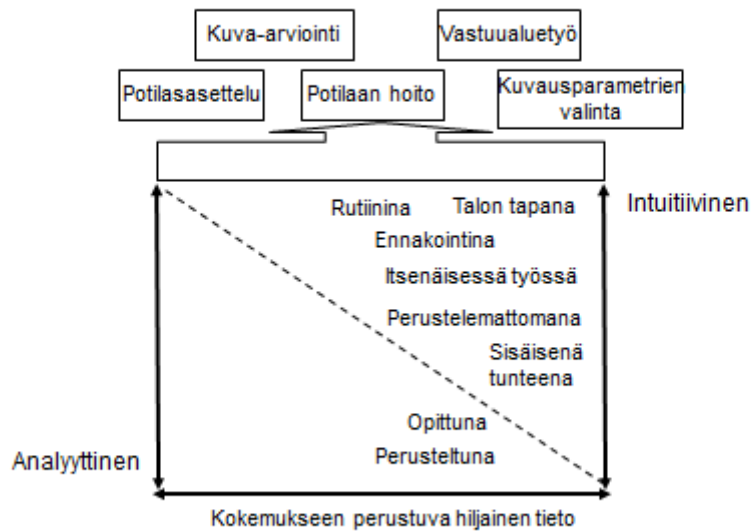 Kuva-arviointi
Vastuualuetyö
Potilasasettelu
Potilaan hoito
Kuvausparametrien
valinta
Rutiinina
Talon tapana
Intuitiivinen
Ennakointina
Itsenäisessä työssä
Perustelemattomana
Sisäisenä
tunteena
Opittuna
Analyyttinen
Perusteltuna
Kokemukseen perustuva hiljainen tieto